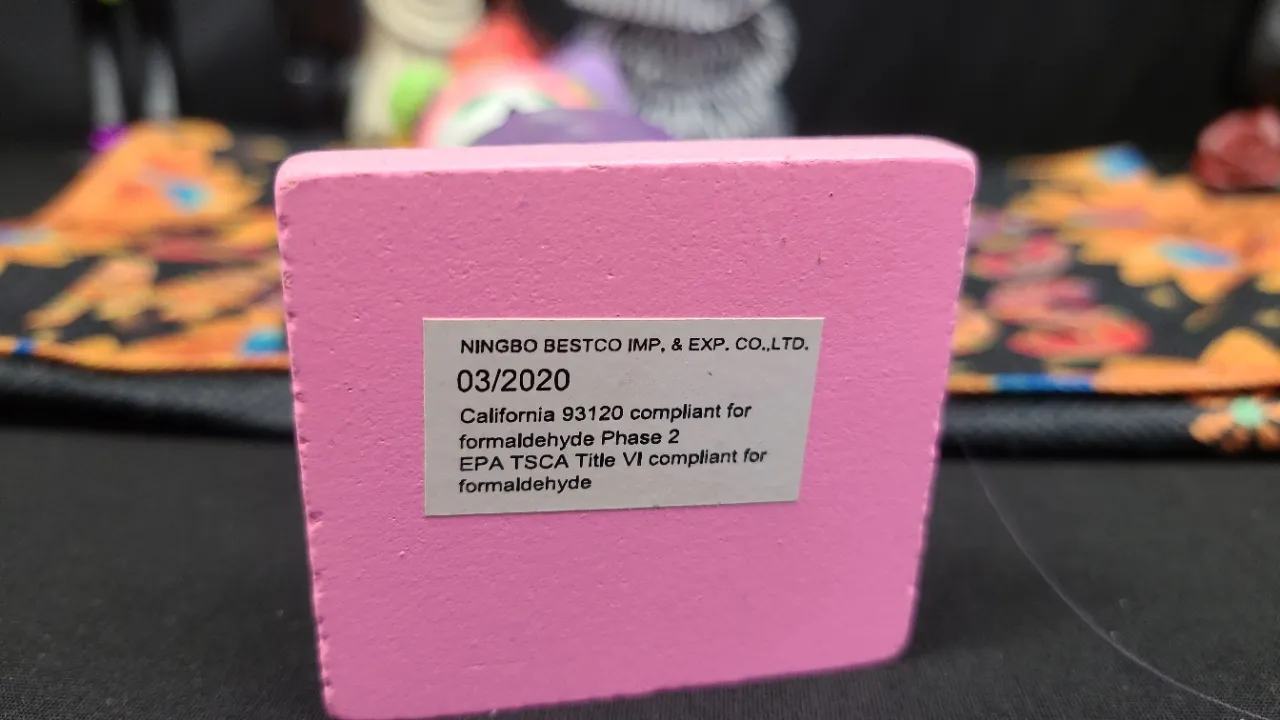 NINGBO BESTCO IMP, & EXP. CO.,LTD.
03/2020
California 93120 compliant for
formaldehyde Phase 2
EPA TSCA Title VI compliant for
formaldehyde